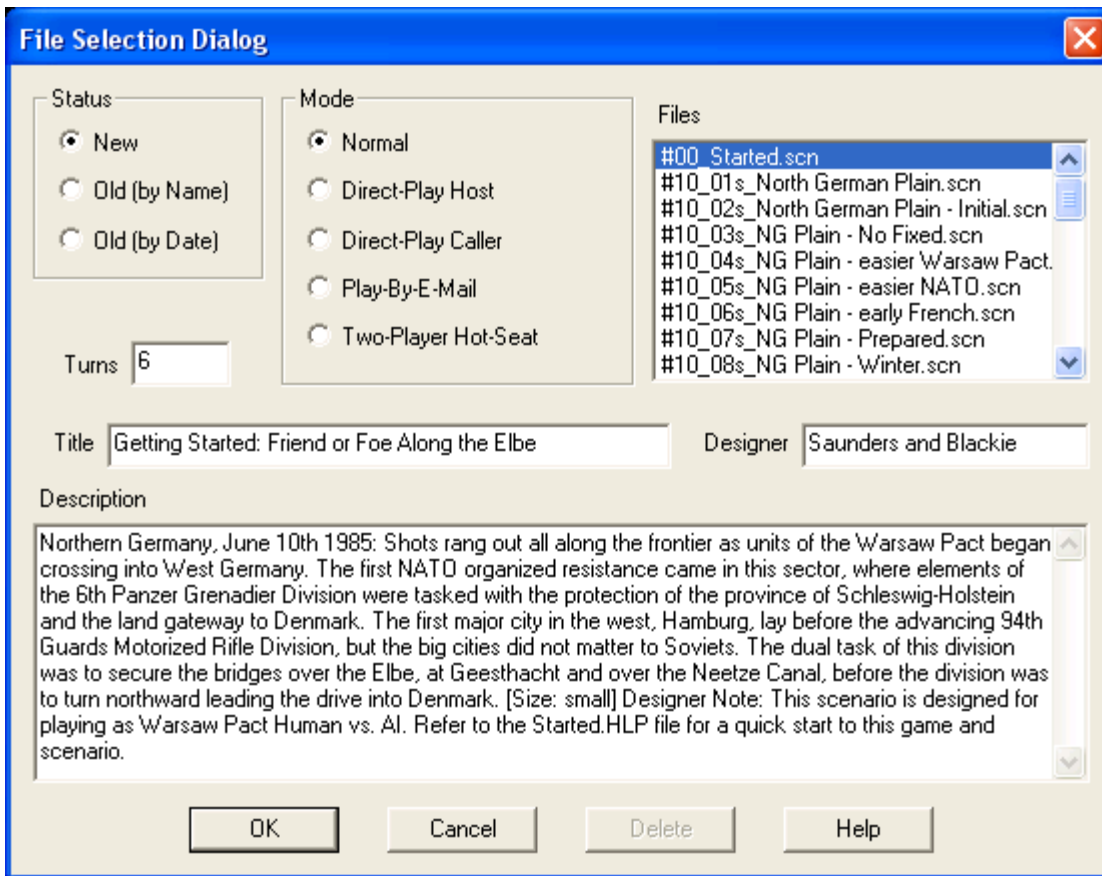 File Selection Dialog
Status
New
Old (by Name)
Old (by Date)
Turns 6
Mode
Normal
Direct-Play Host
Direct-Play Caller
Play-By-E-Mail
Two-Player Hot-Seat
Files
#00_Started.scn
#10_01s_North German Plain.scn
#10_02s_North German Plain - Initial.scn
#10_03s_NG Plain - No Fixed.scn
#10_04s_NG Plain - easier Warsaw Pact.
#10_05s_NG Plain - easier NATO.scn
#10_06s_NG Plain - early French.scn
#10_07s_NG Plain - Prepared.scn
#10_08s_NG Plain - Winter.scn
Title Getting Started: Friend or Foe Along the Elbe
Designer Saunders and Blackie
Description
Northern Germany, June 10th 1985: Shots rang out all along the frontier as units of the Warsaw Pact began
crossing into West Germany. The first NATO organized resistance came in this sector, where elements of
the 6th Panzer Grenadier Division were tasked with the protection of the province of Schleswig-Holstein
and the land gateway to Denmark. The first major city in the west, Hamburg, lay before the advancing 94th
Guards Motorized Rifle Division, but the big cities did not matter to Soviets. The dual task of this division
was to secure the bridges over the Elbe, at Geesthacht and over the Neetze Canal, before the division was
to turn northward leading the drive into Denmark. [Size: small] Designer Note: This scenario is designed for
playing as Warsaw Pact Human vs. AI. Refer to the Started.HLP file for a quick start to this game and
scenario.
OK
Cancel
Delete
Help